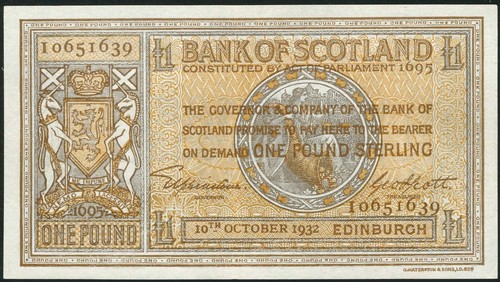 10651639
£1 BANK OF SCOTLAND £1
CONSTITUTED BY ACT OF PARLIAMENT 1695
THE GOVERNOR & COMPANY OF THE BANK OF
SCOTLAND PROMISE TO PAY HERE TO THE BEARER
ON DEMAND ONE POUND STERLING
GOVERNOR TREASURER
10651639
£1 10TH OCTOBER 1932 EDINBURGH £1
1695
ONE POUND